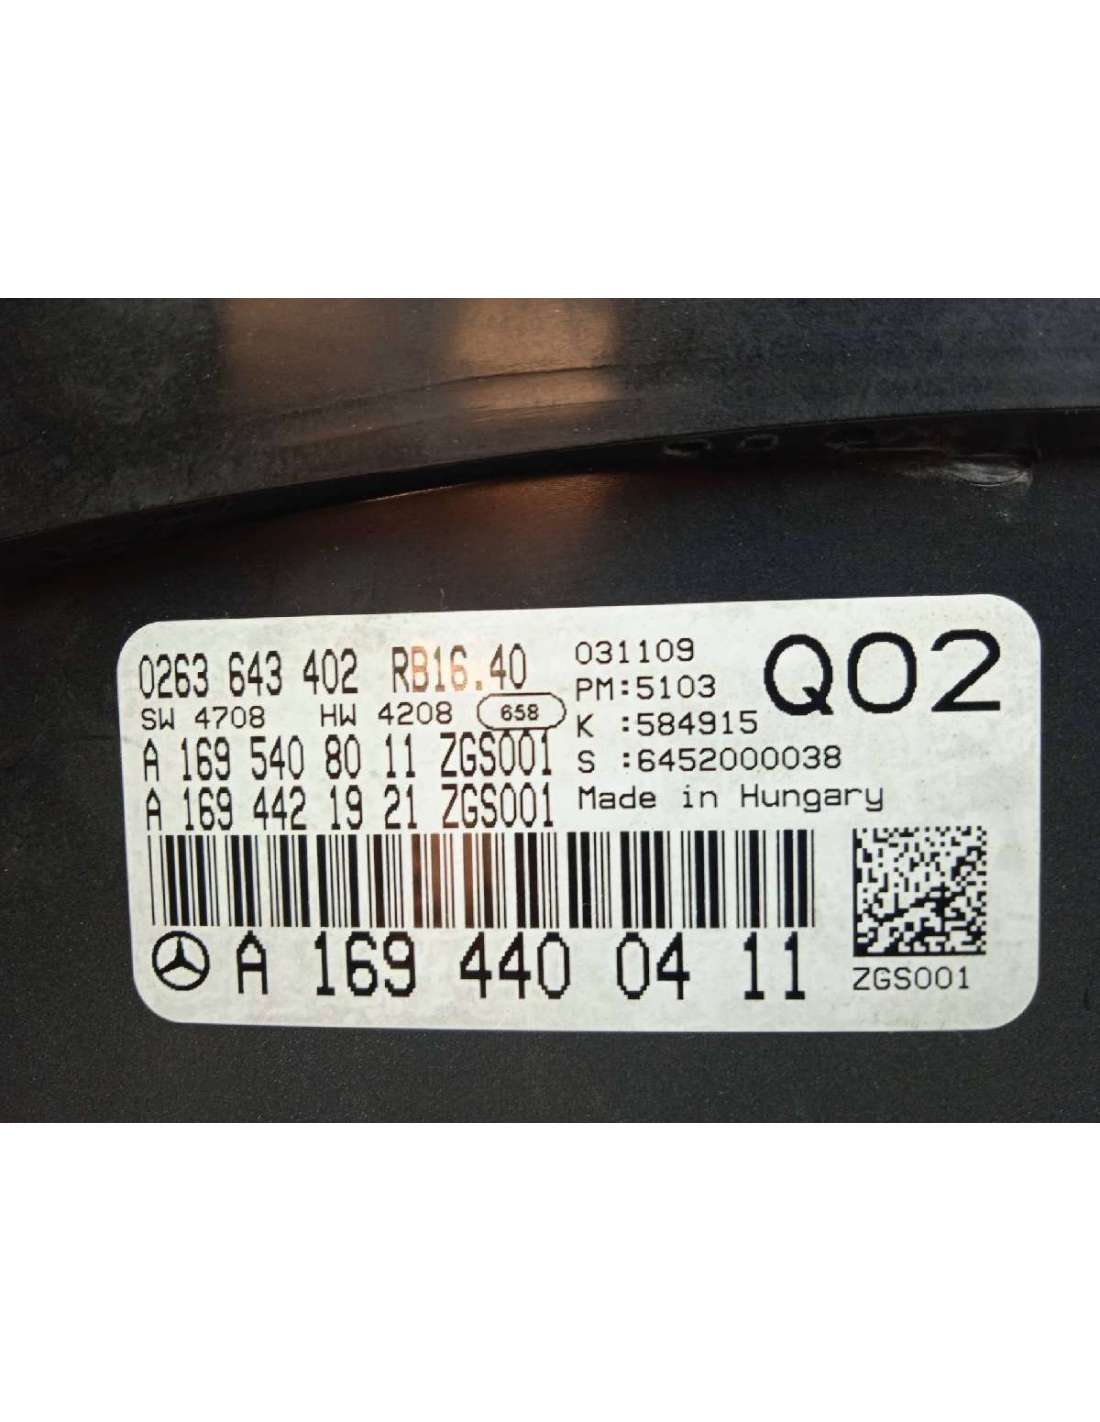 0263 643 402 RB16.40
SW 4708 HW 4208 658
A 169 540 80 11 ZGS001
A 169 442 19 21 ZGS001
031109
PM:5103
K :584915
S :6452000038
Made in Hungary
Q02
A 169 440 04 11
ZGS001